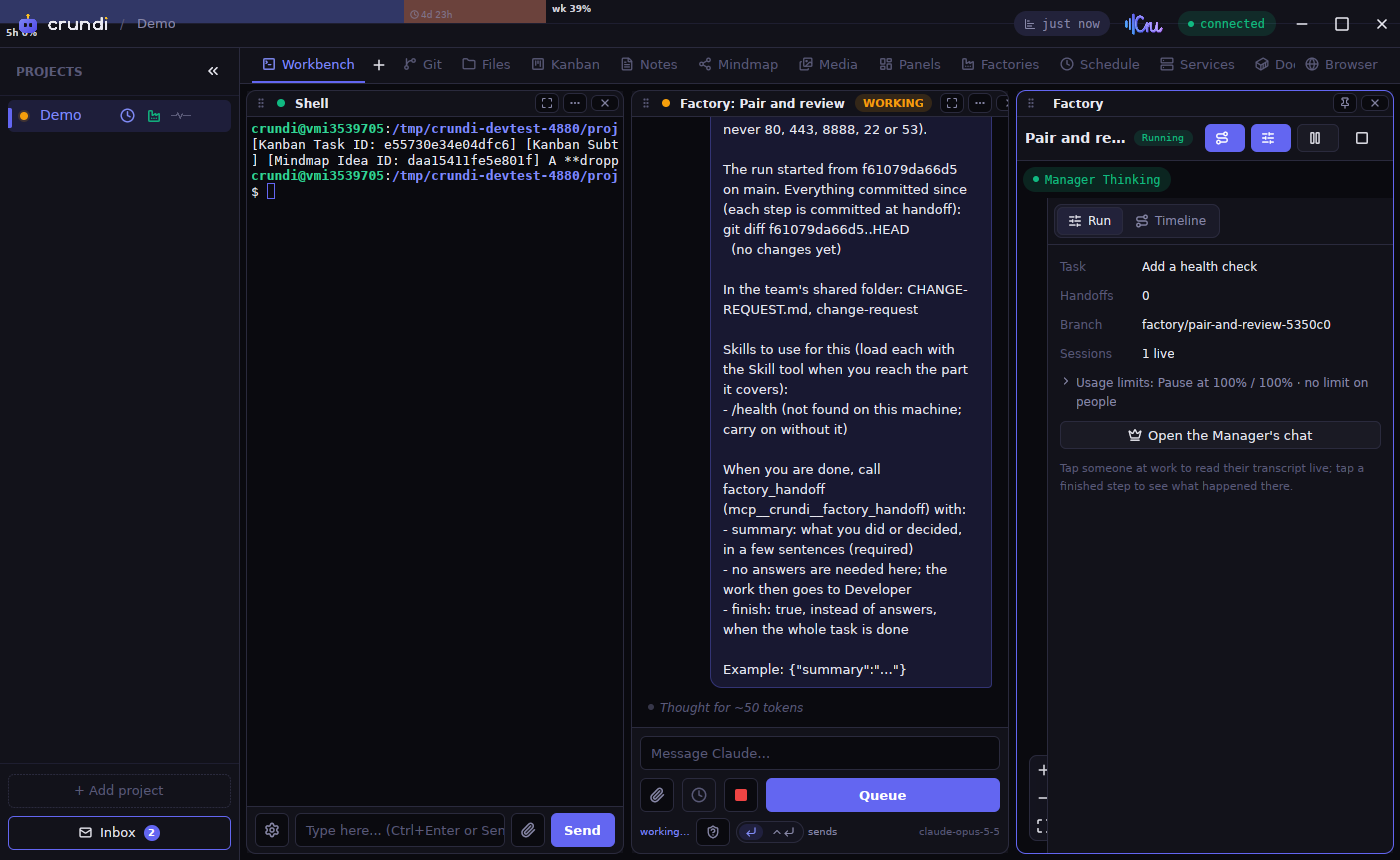 4d 23h
wk 39%
crundi / Demo
just now
Cru
connected
PROJECTS
Workbench
Git
Files
Kanban
Notes
Mindmap
Media
Panels
Factories
Schedule
Services
Doc
Browser
Demo
+ Add project
Inbox 2
Shell
crundi@vmi3539705:/tmp/crundi-devtest-4880/proj
[Kanban Task ID: e55730e34e04dfc6] [Kanban Subt
] [Mindmap Idea ID: daa15411fe5e801f] A **dropp
crundi@vmi3539705:/tmp/crundi-devtest-4880/proj
$
Type here... (Ctrl+Enter or Sen
Send
Factory: Pair and review WORKING
never 80, 443, 8888, 22 or 53).
The run started from f61079da66d5
on main. Everything committed since
(each step is committed at handoff):
git diff f61079da66d5..HEAD
(no changes yet)
In the team's shared folder: CHANGE-
REQUEST.md, change-request
Skills to use for this (load each with
the Skill tool when you reach the part
it covers):
- /health (not found on this machine;
carry on without it)
When you are done, call
factory_handoff
(mcp__crundi__factory_handoff) with:
- summary: what you did or decided,
in a few sentences (required)
- no answers are needed here; the
work then goes to Developer
- finish: true, instead of answers,
when the whole task is done
Example: {"summary":"..."}
Thought for ~50 tokens
Message Claude...
Queue
working...
sends
claude-opus-5-5
Factory
Pair and re...
Running
Manager Thinking
Run
Timeline
Task Add a health check
Handoffs 0
Branch factory/pair-and-review-5350c0
Sessions 1 live
Usage limits: Pause at 100% / 100% · no limit on
people
Open the Manager's chat
Tap someone at work to read their transcript live; tap a
finished step to see what happened there.